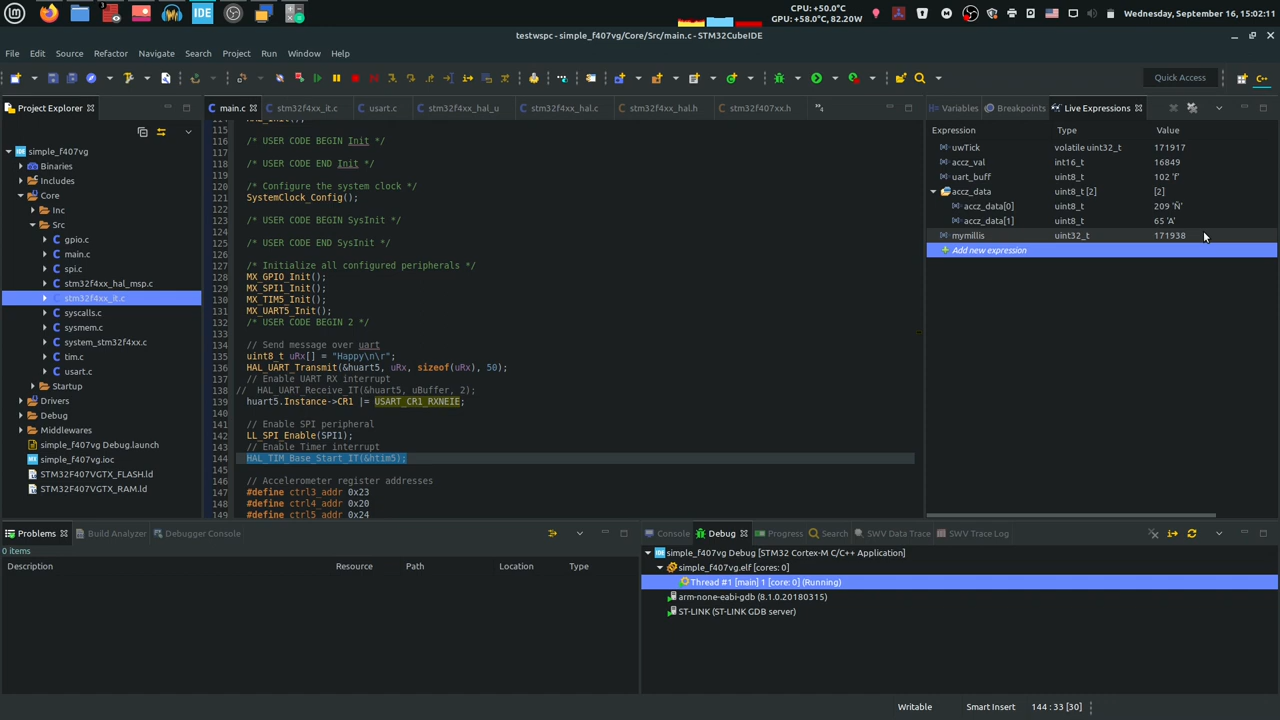 CPU: +50.0°C
GPU: +58.0°C, 82.20W
Wednesday, September 16, 15:02:11
testwspc - simple_f407vg/Core/Src/main.c - STM32CubeIDE
File Edit Source Refactor Navigate Search Project Run Window Help
IDE
Quick Access
Project Explorer
simple_f407vg
Binaries
Includes
Core
Inc
Src
gpio.c
main.c
spi.c
stm32f4xx_hal_msp.c
stm32f4xx_it.c
syscalls.c
sysmem.c
system_stm32f4xx.c
tim.c
usart.c
Startup
Drivers
Debug
Middlewares
simple_f407vg Debug.launch
simple_f407vg.ioc
STM32F407VGTX_FLASH.ld
STM32F407VGTX_RAM.ld
main.c stm32f4xx_it.c usart.c stm32f4xx_hal_u stm32f4xx_hal.c stm32f4xx_hal.h stm32f407xx.h
115
116 /* USER CODE BEGIN Init */
117
118 /* USER CODE END Init */
119
120 /* Configure the system clock */
121 SystemClock_Config();
122
123 /* USER CODE BEGIN SysInit */
124
125 /* USER CODE END SysInit */
126
127 /* Initialize all configured peripherals */
128 MX_GPIO_Init();
129 MX_SPI1_Init();
130 MX_TIM5_Init();
131 MX_UART5_Init();
132 /* USER CODE BEGIN 2 */
133
134 // Send message over uart
135 uint8_t uRx[] = "Happy\n\r";
136 HAL_UART_Transmit(&huart5, uRx, sizeof(uRx), 50);
137 // Enable UART RX interrupt
138 // HAL_UART_Receive_IT(&huart5, uBuffer, 2);
139 huart5.Instance->CR1 |= USART_CR1_RXNEIE;
140
141 // Enable SPI peripheral
142 LL_SPI_Enable(SPI1);
143 // Enable Timer interrupt
144 HAL_TIM_Base_Start_IT(&htim5);
145
146 // Accelerometer register addresses
147 #define ctrl3_addr 0x23
148 #define ctrl4_addr 0x20
149 #define ctrl5_addr 0x24
Variables Breakpoints Live Expressions
Expression Type Value
uwTick volatile uint32_t 171917
accz_val int16_t 16849
uart_buff uint8_t 102 'f'
accz_data uint8_t [2] [2]
accz_data[0] uint8_t 209 'Ñ'
accz_data[1] uint8_t 65 'A'
mymillis uint32_t 171938
Add new expression
Problems Build Analyzer Debugger Console
0 items
Description Resource Path Location Type
Console Debug Progress Search SWV Data Trace SWV Trace Log
simple_f407vg Debug [STM32 Cortex-M C/C++ Application]
simple_f407vg.elf [cores: 0]
Thread #1 [main] 1 [core: 0] (Running)
arm-none-eabi-gdb (8.1.0.20180315)
ST-LINK (ST-LINK GDB server)
Writable Smart Insert 144 : 33 [30]